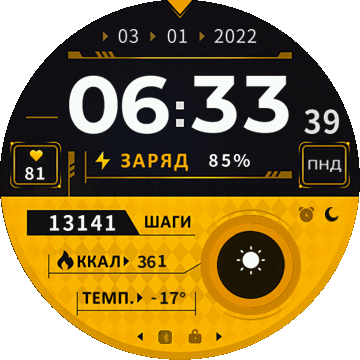 03 01 2022
06:33 39
ЗАРЯД 85%
81
ПНД
13141 ШАГИ
ККАЛ 361
ТЕМП. -17°